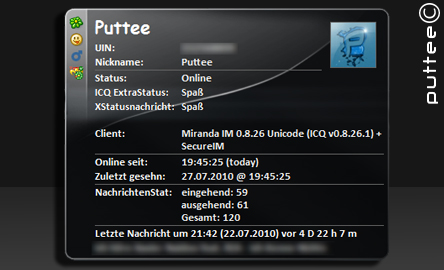 Puttee
UIN:
Nickname: Puttee
Status: Online
ICQ ExtraStatus: Spaß
XStatusnachricht: Spaß
Client: Miranda IM 0.8.26 Unicode (ICQ v0.8.26.1) +
SecureIM
Online seit: 19:45:25 (today)
Zuletzt gesehn: 27.07.2010 @ 19:45:25
NachrichtenStat: eingehend: 59
ausgehend: 61
Gesamt: 120
Letzte Nachricht um 21:42 (22.07.2010) vor 4 D 22 h 7 m
puttee©